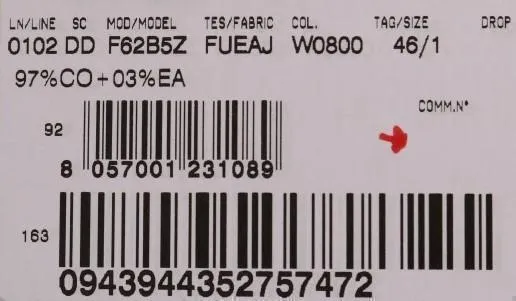 LN/LINE SC MOD/MODEL TES/FABRIC COL. TAG/SIZE DROP
0102 DD F62B5Z FUEAJ W0800 46/1
97%CO+03%EA
COMM.N°
92
8 057001 231089
163
0943944352757472